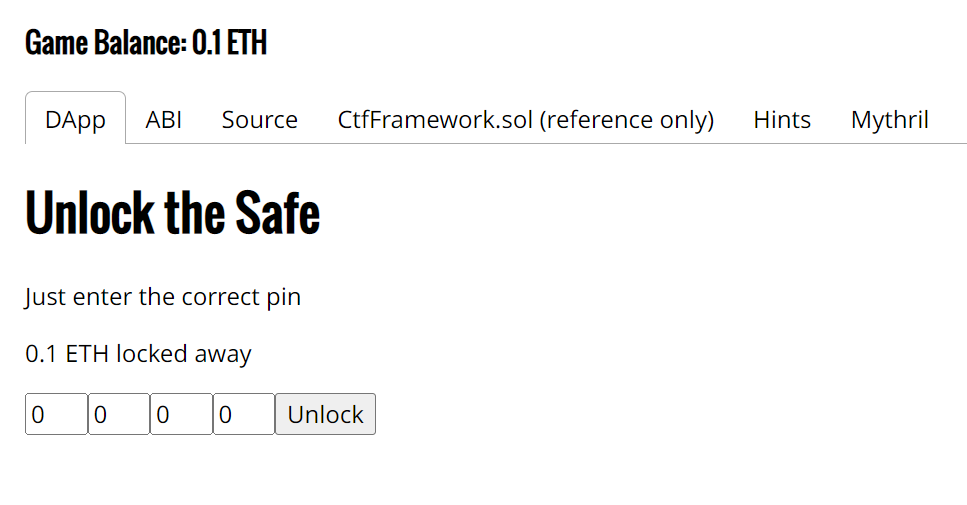 Game Balance: 0.1 ETH
DApp ABI Source CtfFramework.sol (reference only) Hints Mythril
Unlock the Safe
Just enter the correct pin
0.1 ETH locked away
0 0 0 0 Unlock